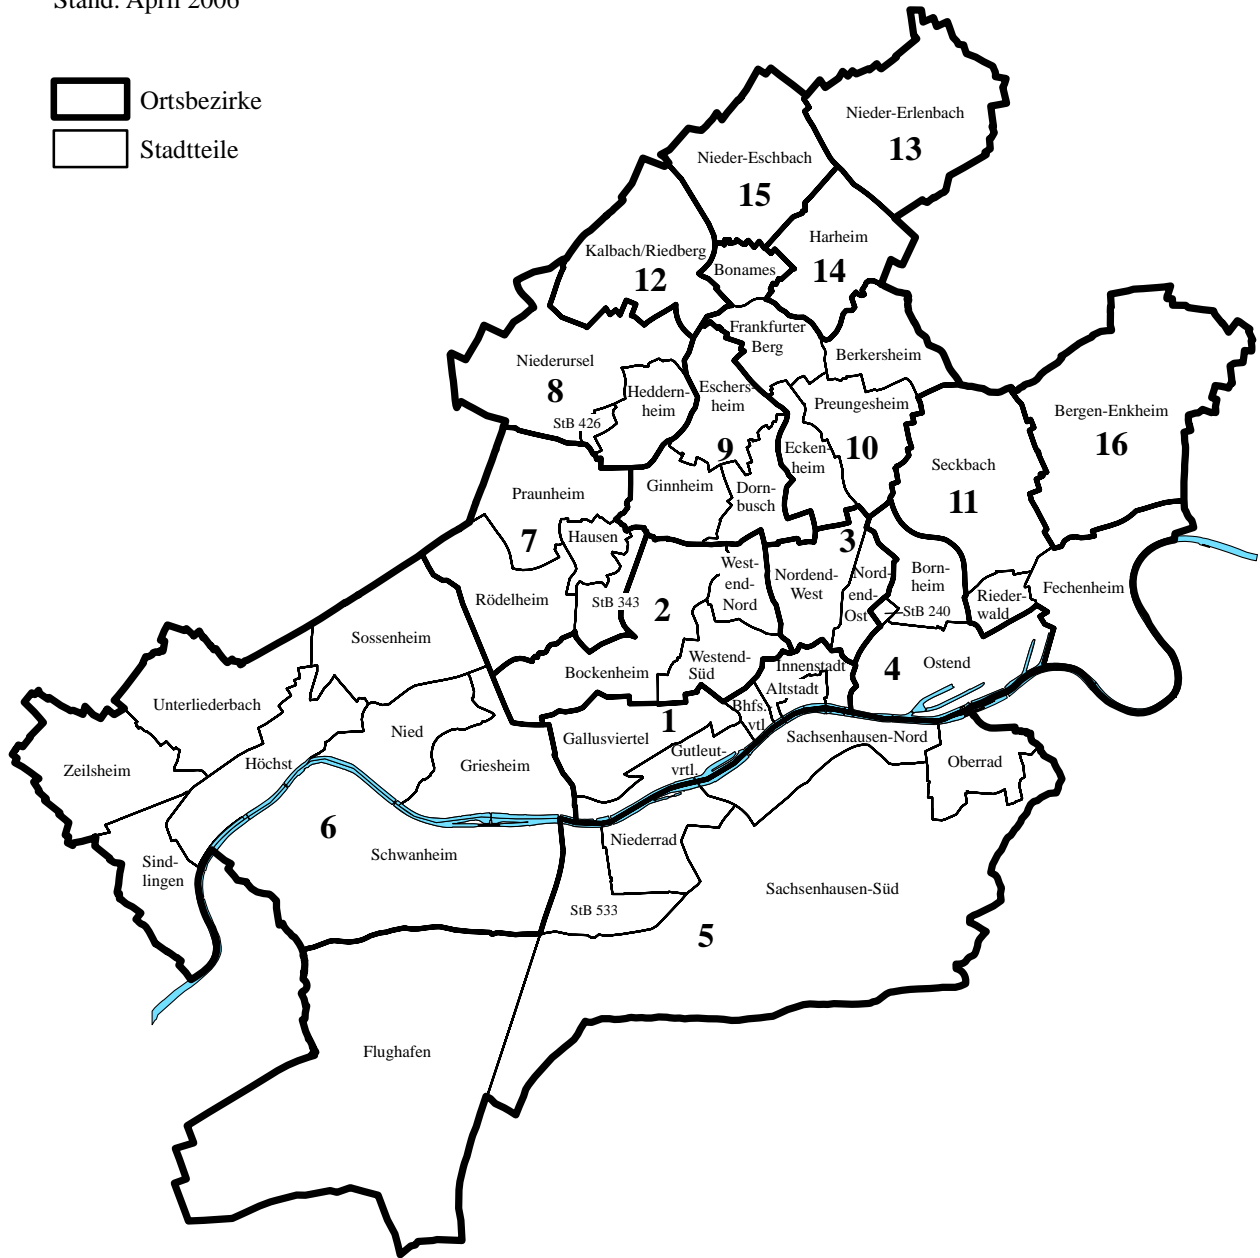 Stand: April 2006
Ortsbezirke
Stadtteile
Nieder-Erlenbach
13
Nieder-Eschbach
15
Harheim
14
Kalbach/Riedberg
12
Bonames
Frankfurter
Berg
Berkersheim
Niederursel
8
Heddern-
heim
StB 426
Eschers-
heim
9
Preungesheim
10
Ecken-
heim
Bergen-Enkheim
16
Seckbach
11
Praunheim
7
Hausen
Ginnheim
Dorn-
busch
3
Nordend-
West
Nord-
end-
Ost
Born-
heim
StB 240
Rieder-
wald
Fechenheim
West-
end-
Nord
2
StB 343
Rödelheim
Sossenheim
Bockenheim
Westend-
Süd
Innenstadt
Altstadt
4
Ostend
Unterliederbach
Nied
1
Gallusviertel
Bhfs.-
vtl.
Gutleut-
vrtl.
Sachsenhausen-Nord
Oberrad
Zeilsheim
Höchst
Griesheim
6
Schwanheim
Niederrad
Sind-
lingen
Sachsenhausen-Süd
StB 533
5
Flughafen